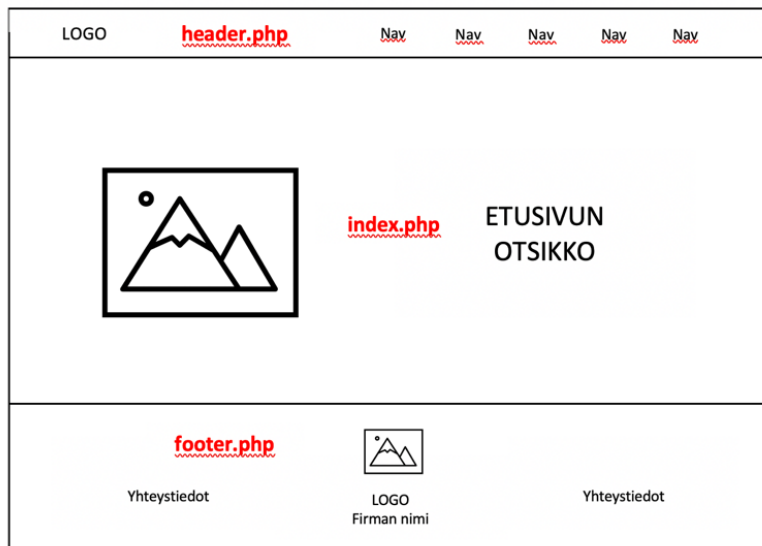 LOGO header.php Nav Nav Nav Nav Nav
index.php
ETUSIVUN
OTSIKKO
footer.php
Yhteystiedot
LOGO
Firman nimi
Yhteystiedot